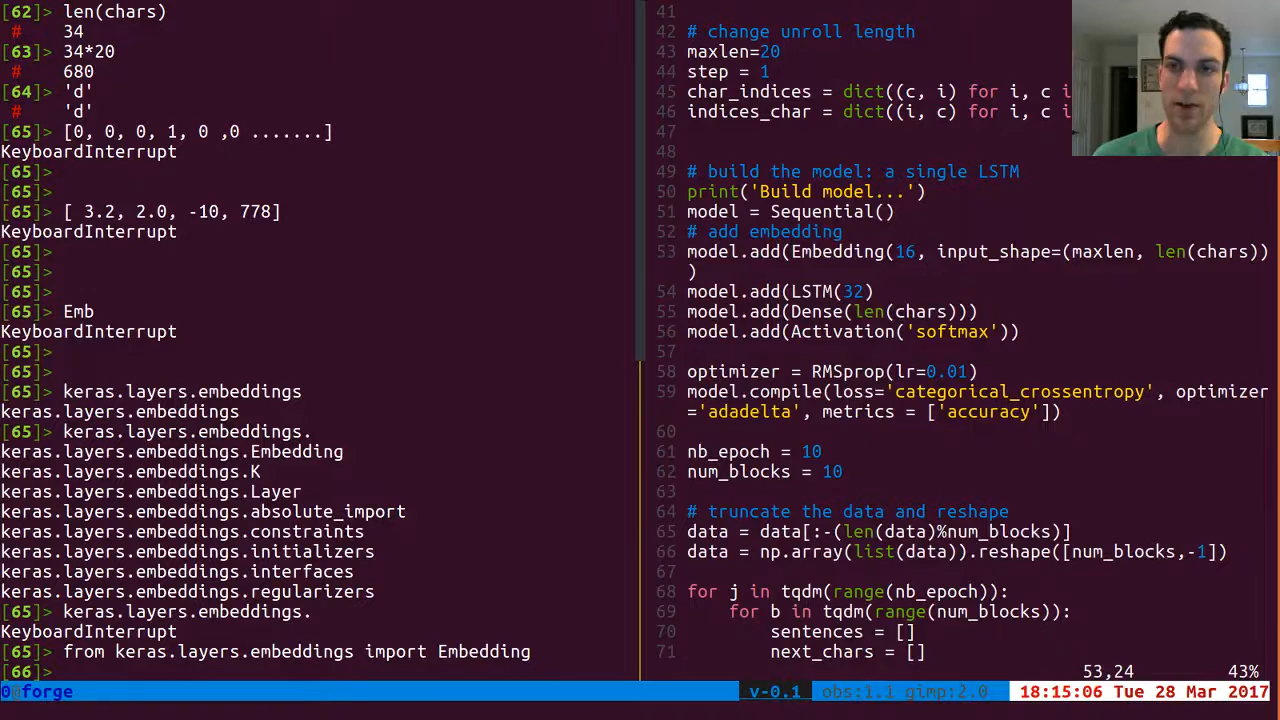 [62]> len(chars)
# 34
[63]> 34*20
# 680
[64]> 'd'
# 'd'
[65]> [0, 0, 0, 1, 0 ,0 .......]
KeyboardInterrupt
[65]>
[65]>
[65]> [ 3.2, 2.0, -10, 778]
KeyboardInterrupt
[65]>
[65]>
[65]>
[65]> Emb
KeyboardInterrupt
[65]>
[65]>
[65]> keras.layers.embeddings
keras.layers.embeddings
[65]> keras.layers.embeddings.
keras.layers.embeddings.Embedding
keras.layers.embeddings.K
keras.layers.embeddings.Layer
keras.layers.embeddings.absolute_import
keras.layers.embeddings.constraints
keras.layers.embeddings.initializers
keras.layers.embeddings.interfaces
keras.layers.embeddings.regularizers
[65]> keras.layers.embeddings.
KeyboardInterrupt
[65]> from keras.layers.embeddings import Embedding
[66]>
41
42 # change unroll length
43 maxlen=20
44 step = 1
45 char_indices = dict((c, i) for i, c i
46 indices_char = dict((i, c) for i, c i
47
48
49 # build the model: a single LSTM
50 print('Build model...')
51 model = Sequential()
52 # add embedding
53 model.add(Embedding(16, input_shape=(maxlen, len(chars))
)
54 model.add(LSTM(32)
55 model.add(Dense(len(chars)))
56 model.add(Activation('softmax'))
57
58 optimizer = RMSprop(lr=0.01)
59 model.compile(loss='categorical_crossentropy', optimizer
='adadelta', metrics = ['accuracy'])
60
61 nb_epoch = 10
62 num_blocks = 10
63
64 # truncate the data and reshape
65 data = data[:-(len(data)%num_blocks)]
66 data = np.array(list(data)).reshape([num_blocks,-1])
67
68 for j in tqdm(range(nb_epoch)):
69 for b in tqdm(range(num_blocks)):
70 sentences = []
71 next_chars = []
53,24 43%
0@forge v-0.1 obs:1.1 gimp:2.0 18:15:06 Tue 28 Mar 2017